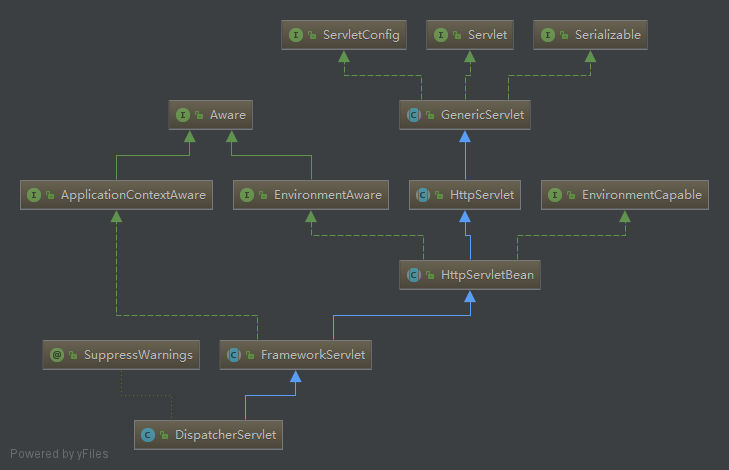 ServletConfig
Servlet
Serializable
Aware
GenericServlet
ApplicationContextAware
EnvironmentAware
HttpServlet
EnvironmentCapable
HttpServletBean
SuppressWarnings
FrameworkServlet
DispatcherServlet
Powered by yFiles